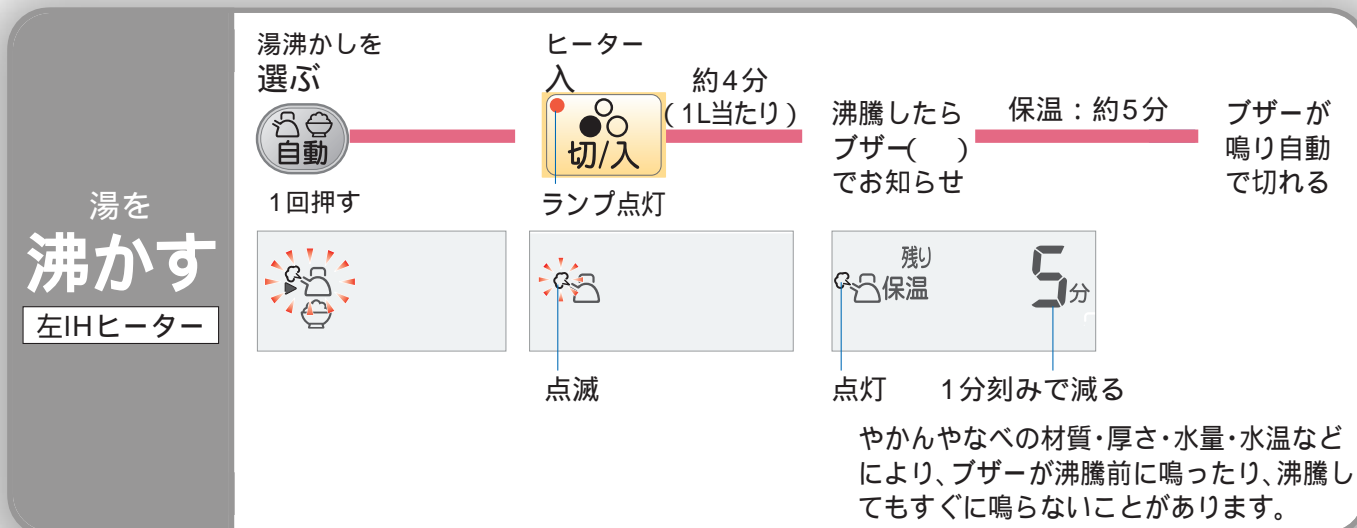 湯を
沸かす
左IHヒーター
湯沸かしを
選ぶ
自動
1回押す
ヒーター
入
切/入
ランプ点灯
約4分
(1L当たり)
沸騰したら
ブザー( )
でお知らせ
保温:約5分
ブザーが
鳴り自動
で切れる
点滅
残り
保温
5分
点灯
1分刻みで減る
やかんやなべの材質・厚さ・水量・水温など
により、ブザーが沸騰前に鳴ったり、沸騰し
てもすぐに鳴らないことがあります。